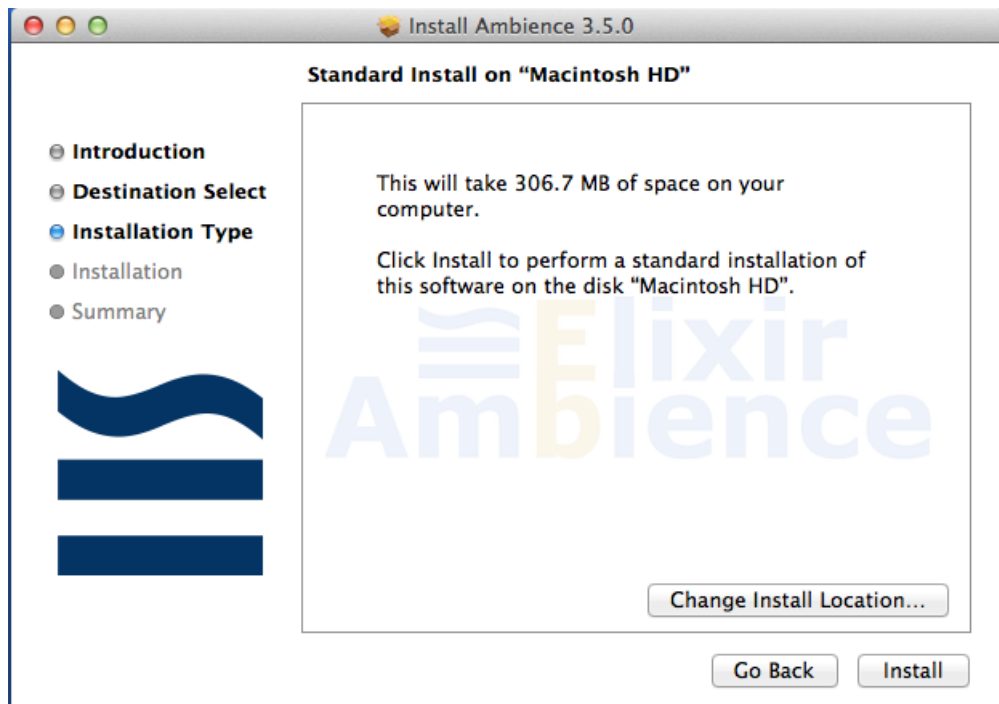 Install Ambience 3.5.0
Standard Install on “Macintosh HD”
Introduction
Destination Select
Installation Type
Installation
Summary
This will take 306.7 MB of space on your
computer.
Click Install to perform a standard installation of
this software on the disk “Macintosh HD”.
Elixir
Ambience
Change Install Location...
Go Back
Install